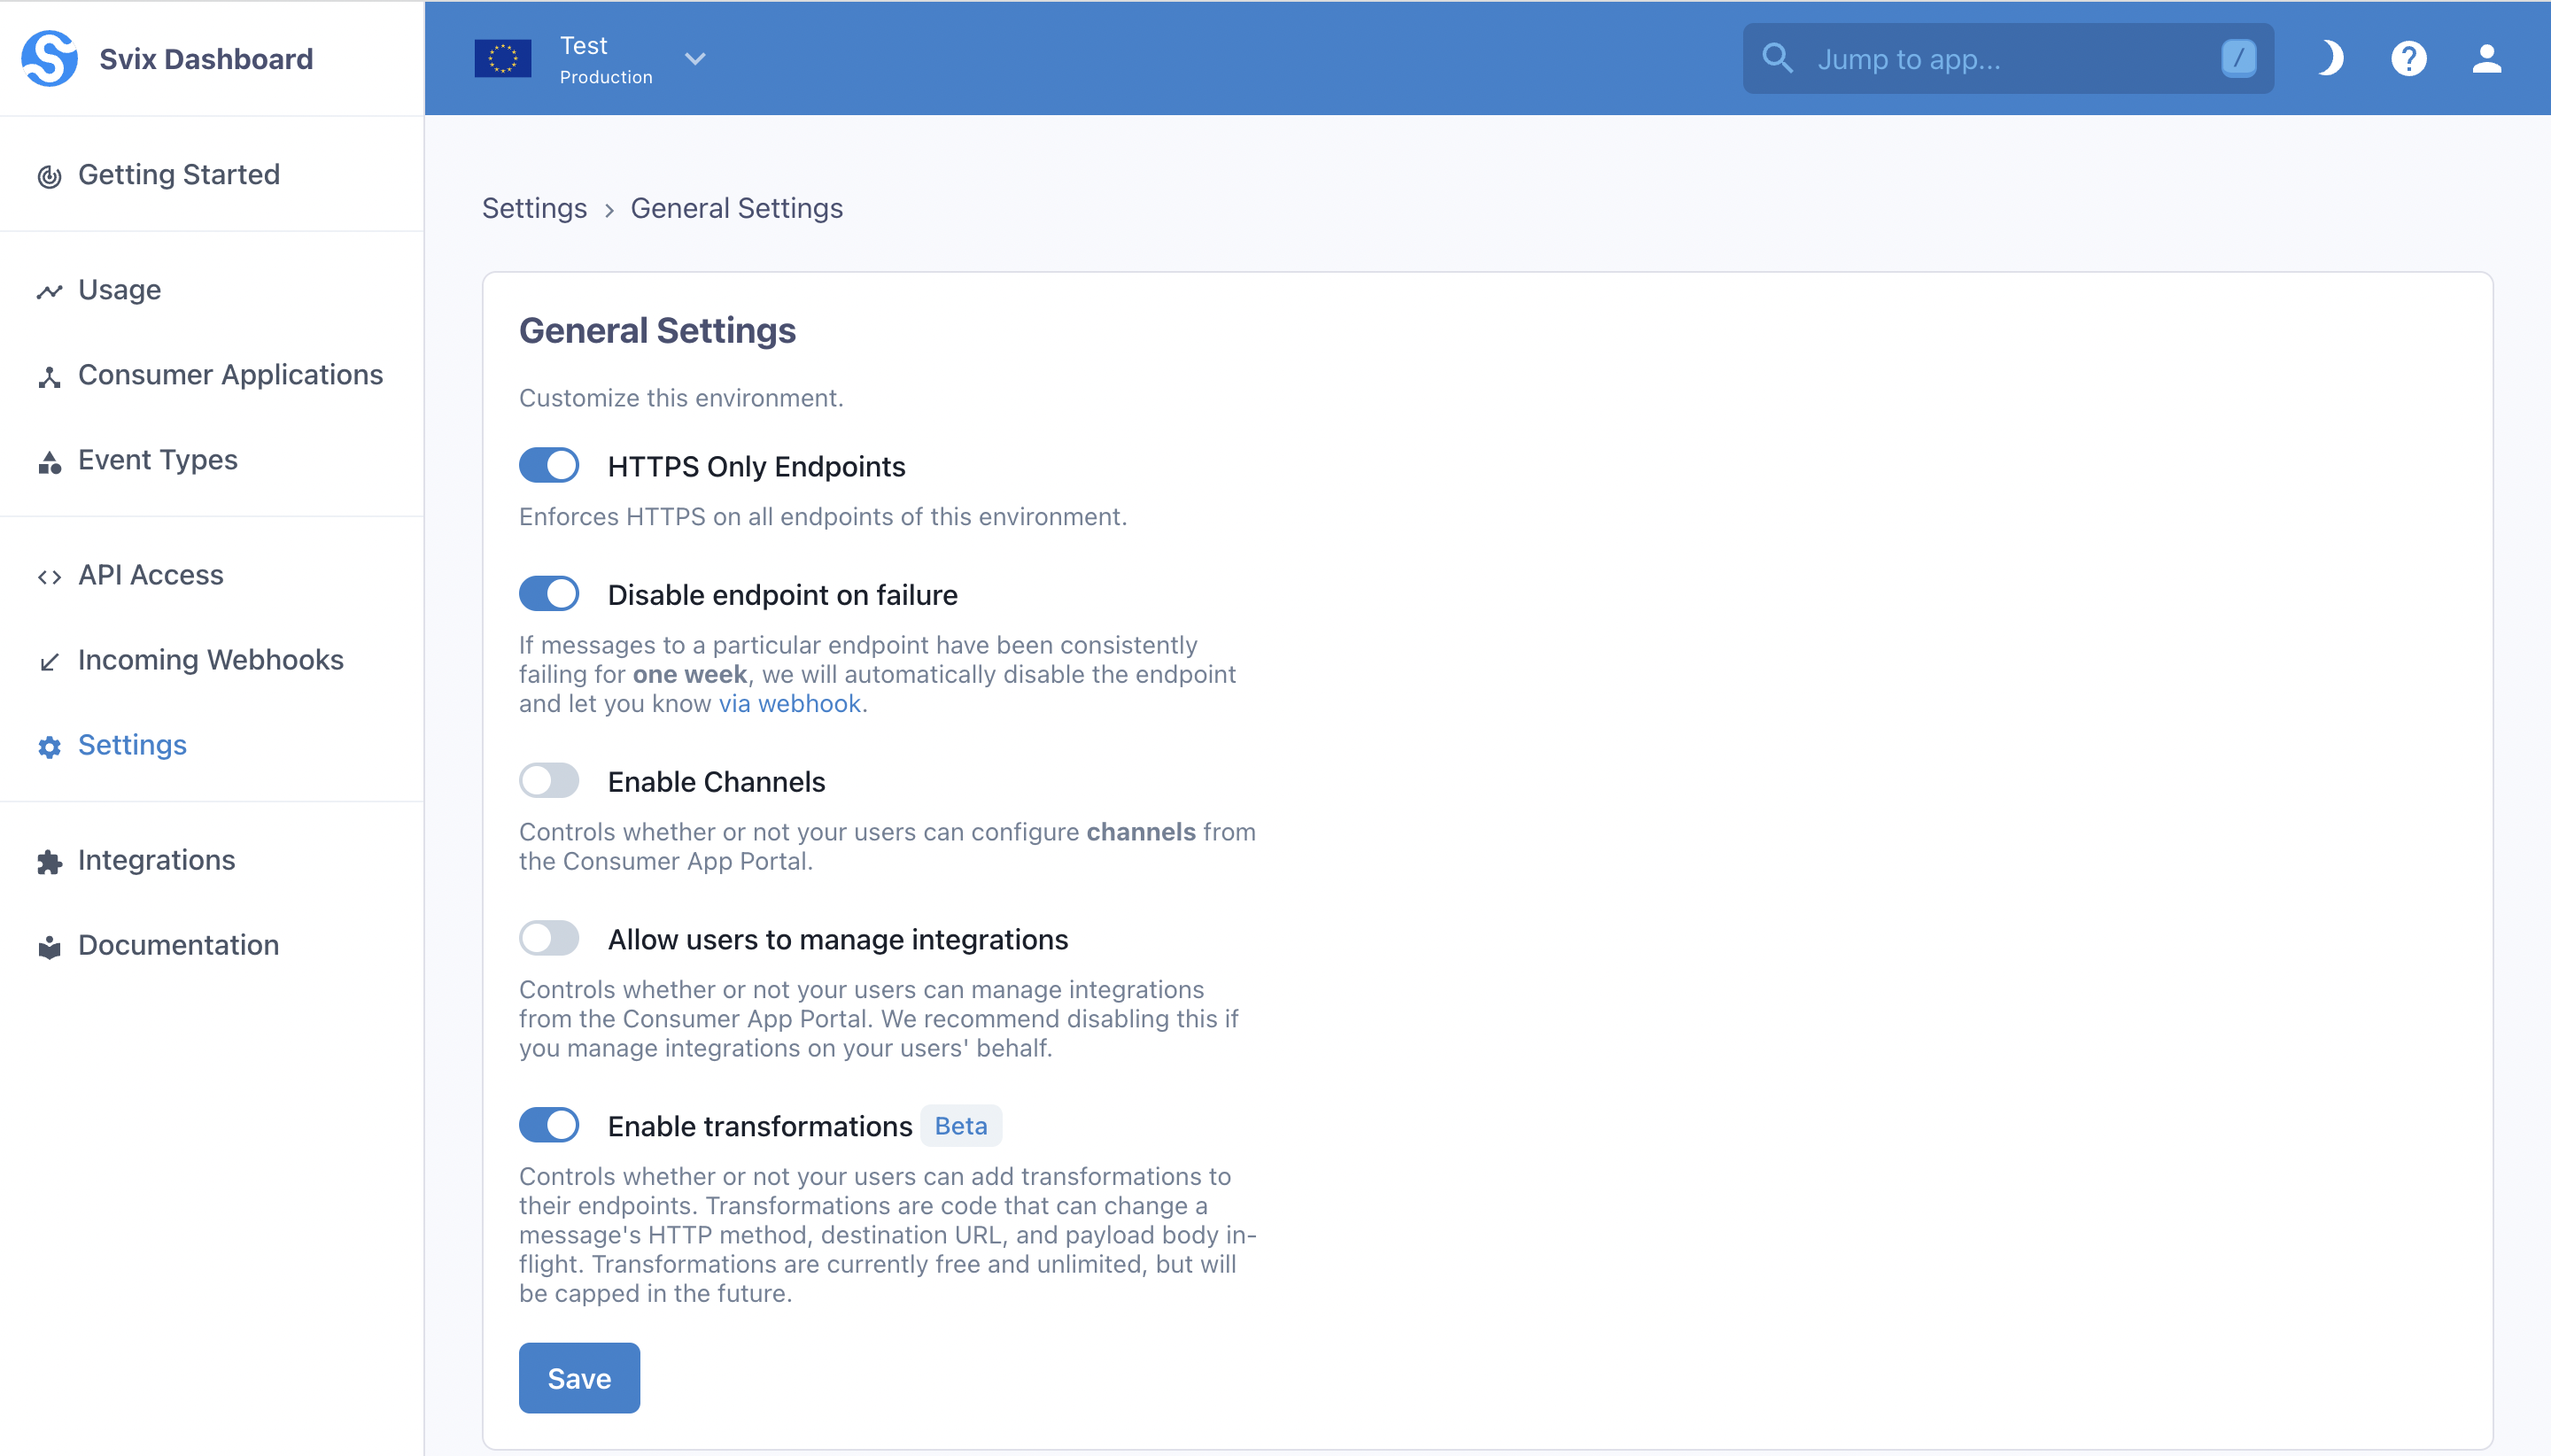 Svix Dashboard
Test
Production
Jump to app...
/
Getting Started
Usage
Consumer Applications
Event Types
API Access
Incoming Webhooks
Settings
Integrations
Documentation
Settings › General Settings
General Settings
Customize this environment.
HTTPS Only Endpoints
Enforces HTTPS on all endpoints of this environment.
Disable endpoint on failure
If messages to a particular endpoint have been consistently
failing for one week, we will automatically disable the endpoint
and let you know via webhook.
Enable Channels
Controls whether or not your users can configure channels from
the Consumer App Portal.
Allow users to manage integrations
Controls whether or not your users can manage integrations
from the Consumer App Portal. We recommend disabling this if
you manage integrations on your users' behalf.
Enable transformations Beta
Controls whether or not your users can add transformations to
their endpoints. Transformations are code that can change a
message's HTTP method, destination URL, and payload body in-
flight. Transformations are currently free and unlimited, but will
be capped in the future.
Save